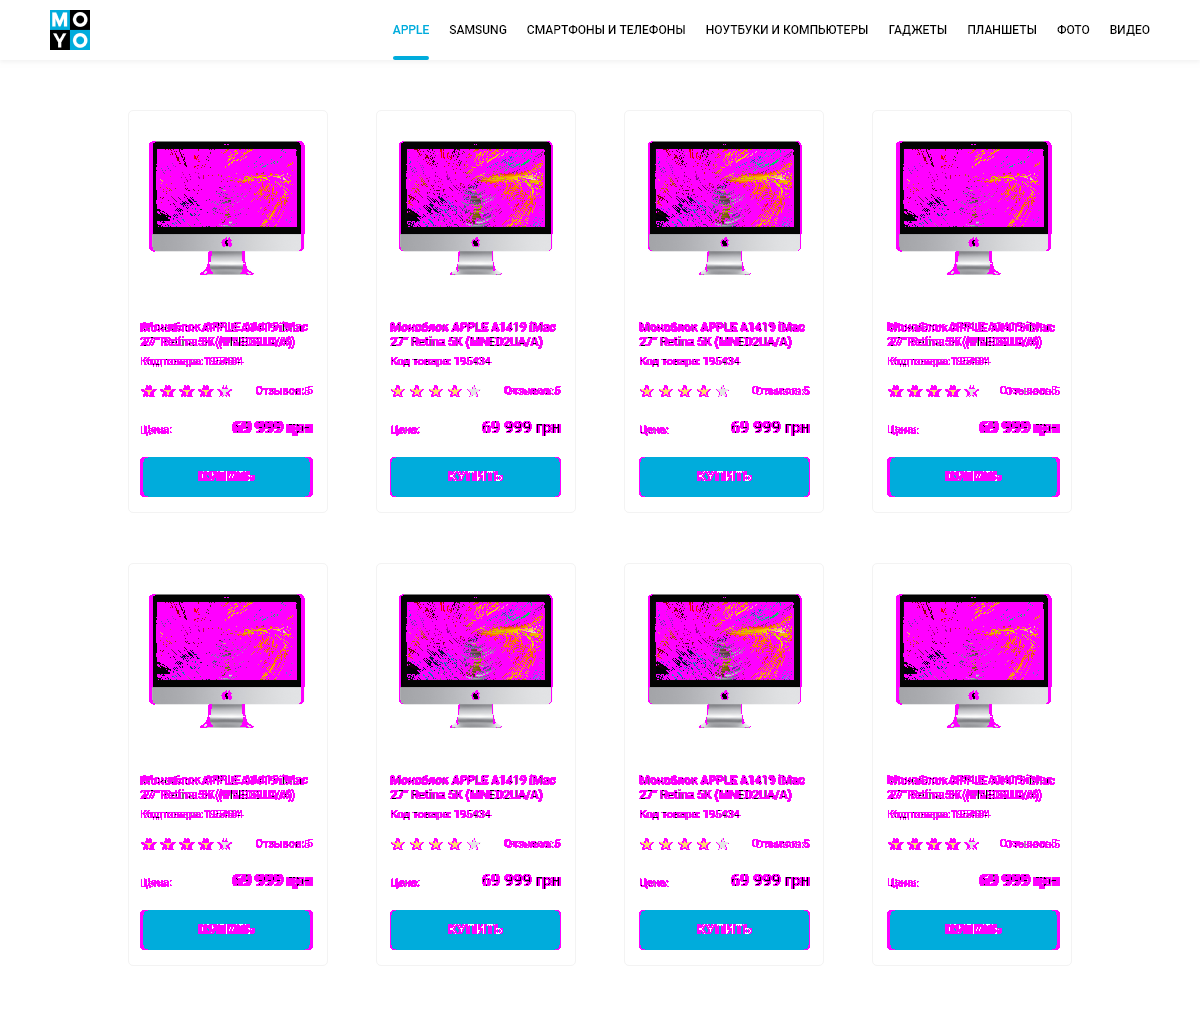 MOYO
APPLE SAMSUNG СМАРТФОНЫ И ТЕЛЕФОНЫ НОУТБУКИ И КОМПЬЮТЕРЫ ГАДЖЕТЫ ПЛАНШЕТЫ ФОТО ВИДЕО
Моноблок APPLE A1419 iMac Моноблок APPLE A1419 iMac Моноблок APPLE A1419 iMac Моноблок APPLE A1419 iMac
27" Retina 5K (MNED2UA/A) 27" Retina 5K (MNED2UA/A) 27" Retina 5K (MNED2UA/A) 27" Retina 5K (MNED2UA/A)
Код товара: 195434 Код товара: 195434 Код товара: 195434 Код товара: 195434
Отзывов: 5 Отзывов: 5 Отзывов: 5 Отзывов: 5
Цена: 69 999 грн Цена: 69 999 грн Цена: 69 999 грн Цена: 69 999 грн
КУПИТЬ КУПИТЬ
Моноблок APPLE A1419 iMac Моноблок APPLE A1419 iMac Моноблок APPLE A1419 iMac Моноблок APPLE A1419 iMac
27" Retina 5K (MNED2UA/A) 27" Retina 5K (MNED2UA/A) 27" Retina 5K (MNED2UA/A) 27" Retina 5K (MNED2UA/A)
Код товара: 195434 Код товара: 195434 Код товара: 195434 Код товара: 195434
Отзывов: 5 Отзывов: 5 Отзывов: 5 Отзывов: 5
Цена: 69 999 грн Цена: 69 999 грн Цена: 69 999 грн Цена: 69 999 грн
КУПИТЬ КУПИТЬ